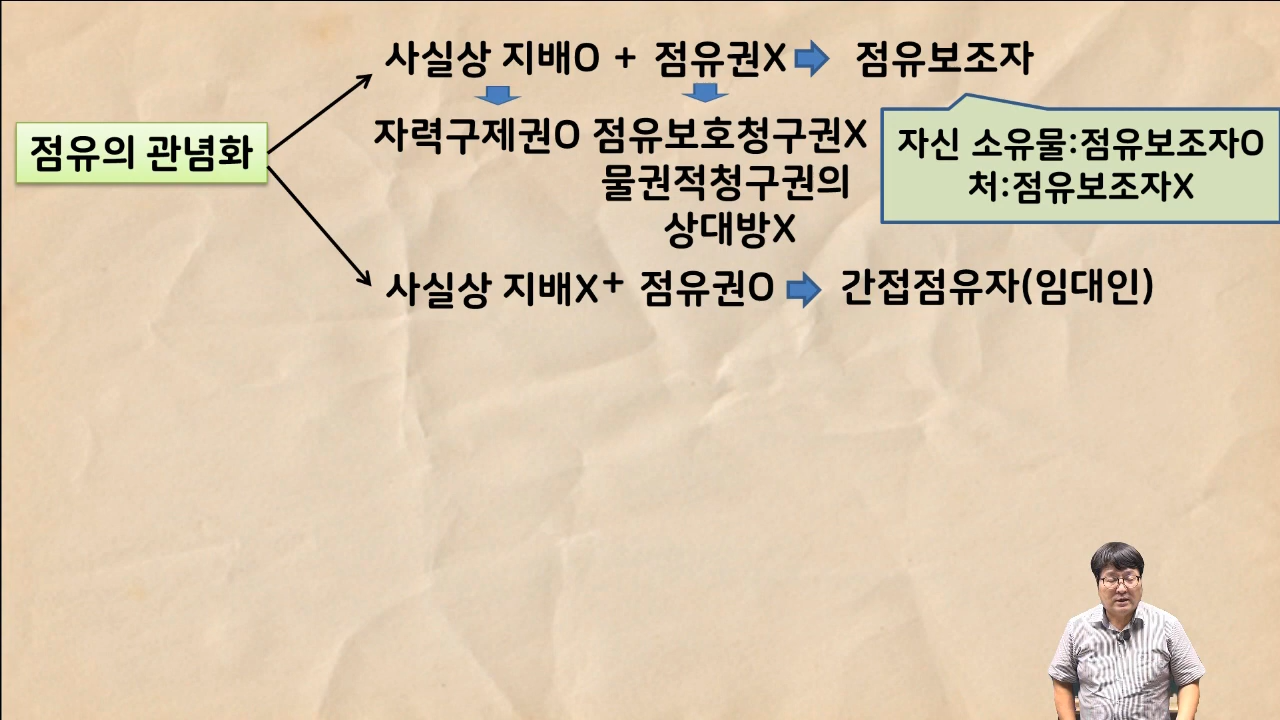 점유의 관념화
사실상 지배O + 점유권X 점유보조자
자력구제권O 점유보호청구권X
물권적청구권의
상대방X
자신 소유물:점유보조자O
처:점유보조자X
사실상 지배X+ 점유권O 간접점유자(임대인)